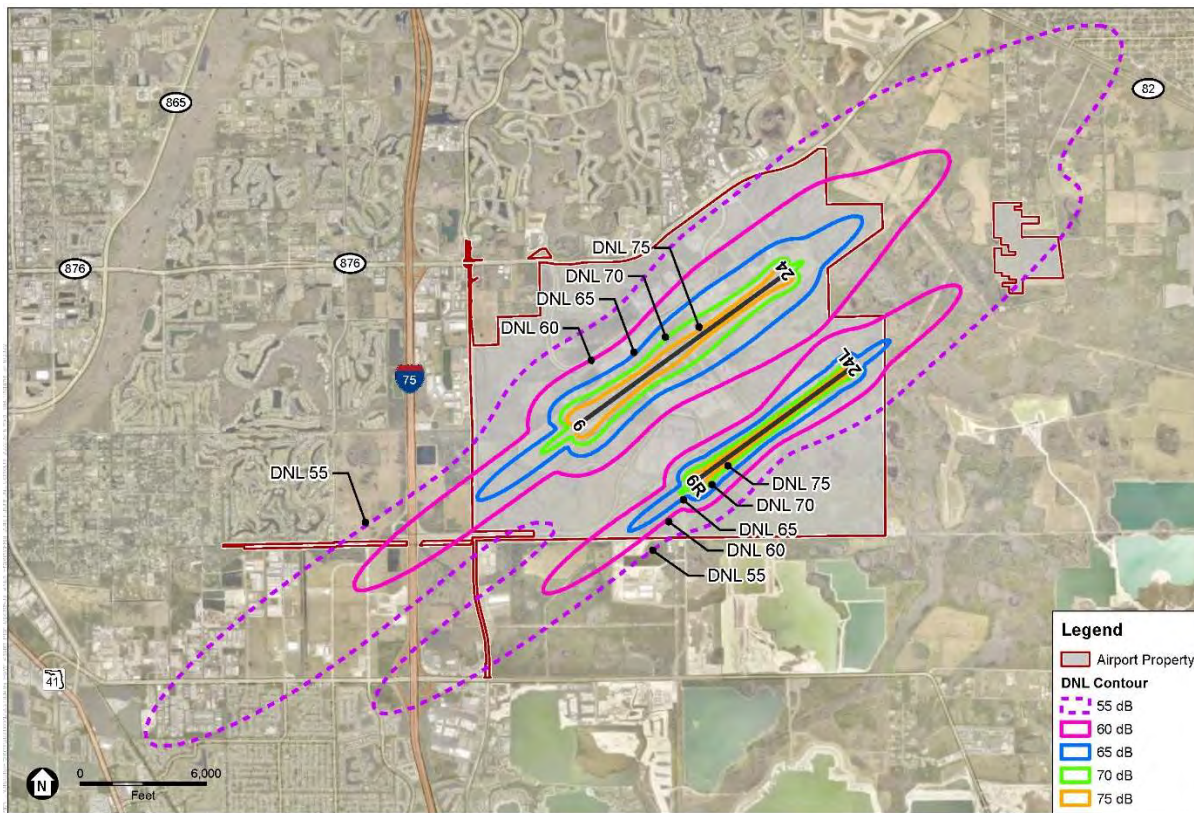 865
82
876
876
DNL 75
DNL 70
DNL 65
DNL 60
24
6
75
24L
6R
DNL 55
DNL 75
DNL 70
DNL 65
DNL 60
DNL 55
41
N
0
6,000
Feet
Legend
Airport Property
DNL Contour
55 dB
60 dB
65 dB
70 dB
75 dB